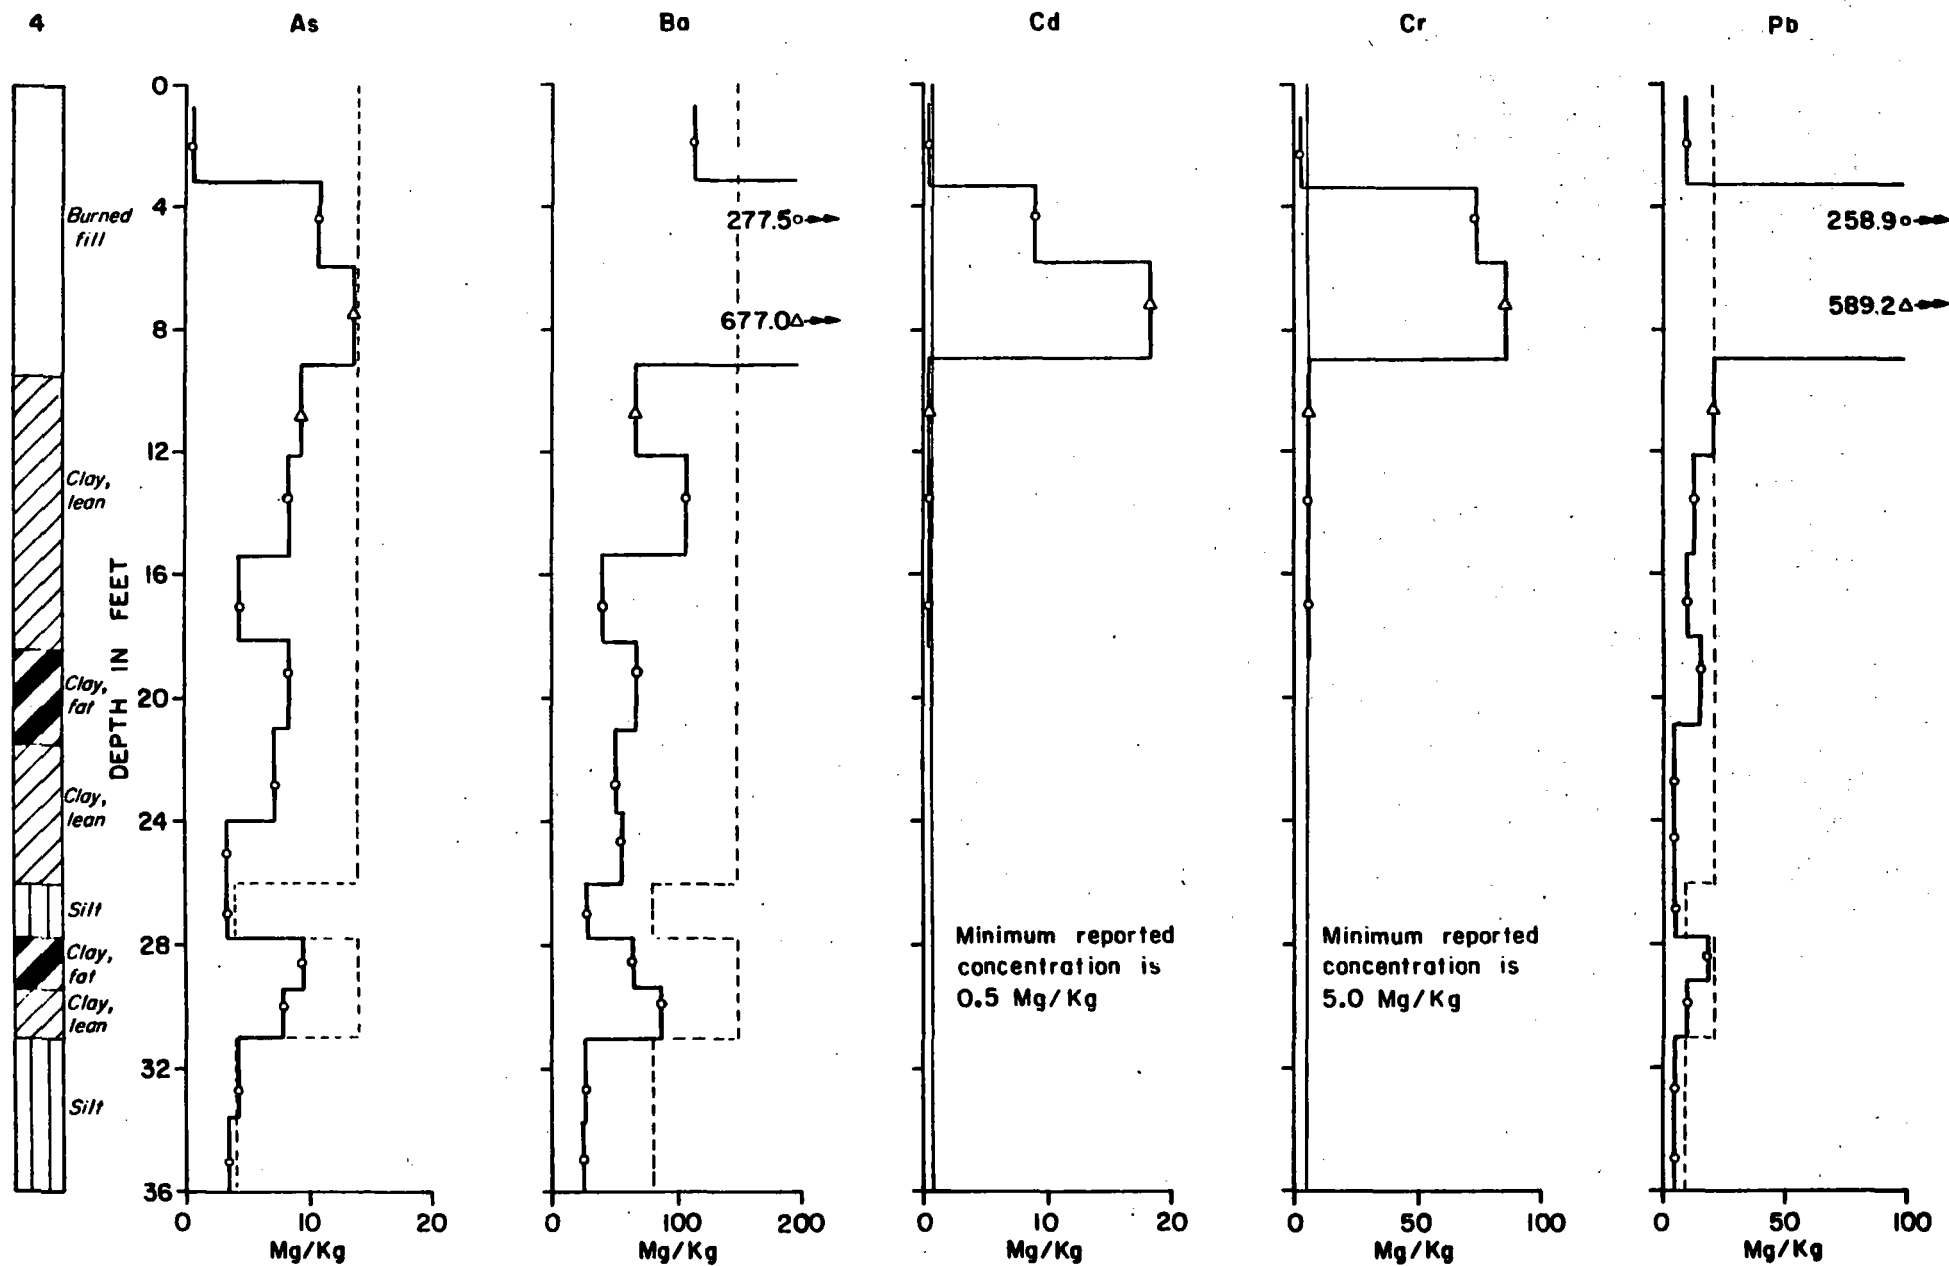 4
As
Ba
Cd
Cr
Pb
0
4
8
12
16
20
24
28
32
36
DEPTH IN FEET
Burned
fill
Clay,
lean
Clay,
fat
Clay,
lean
Silt
Clay,
fat
Clay,
lean
Silt
277.5
677.0
258.9
589.2
Minimum reported
concentration is
0.5 Mg/Kg
Minimum reported
concentration is
5.0 Mg/Kg
0 10 20
Mg/Kg
0 100 200
Mg/Kg
0 10 20
Mg/Kg
0 50 100
Mg/Kg
0 50 100
Mg/Kg